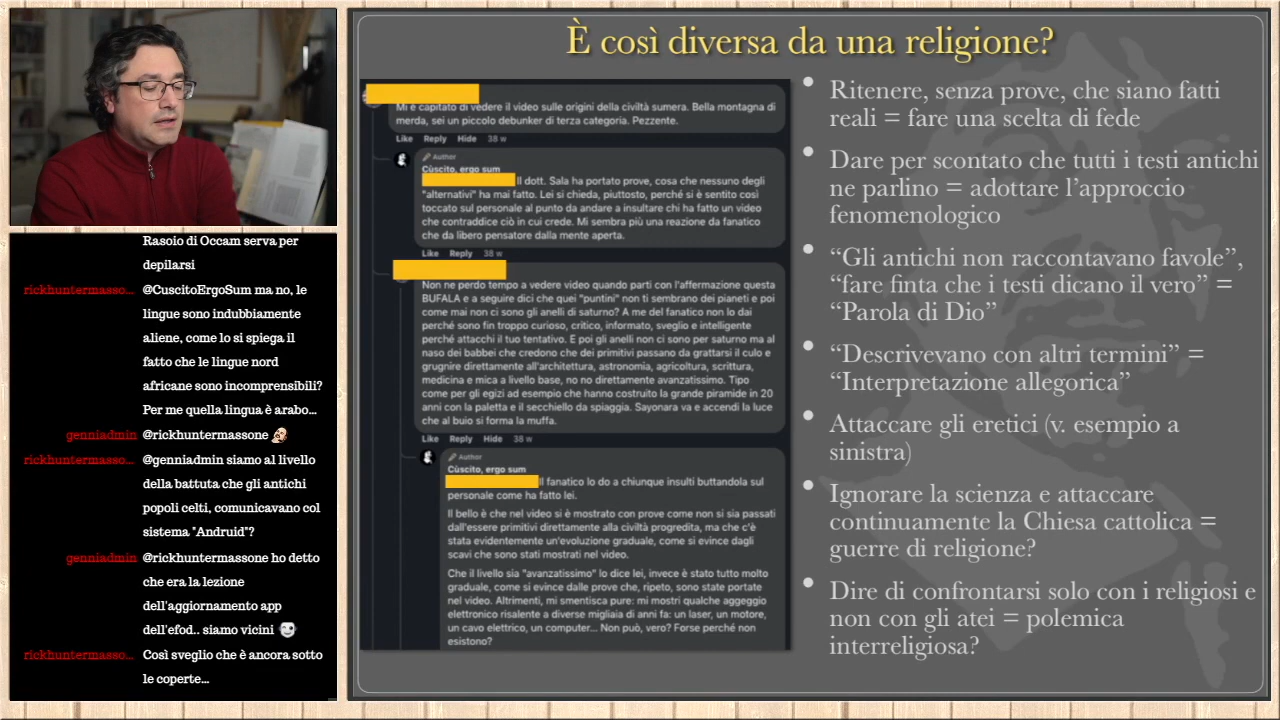 È così diversa da una religione?
Rasoio di Occam serva per
depilarsi
rickhuntermasso... @CuscitoErgoSum ma no, le
lingue sono indubbiamente
aliene, come lo si spiega il
fatto che le lingue nord
africane sono incomprensibili?
Per me quella lingua è arabo...
genniadmin @rickhuntermassone
rickhuntermasso... @genniadmin siamo al livello
della battuta che gli antichi
popoli celti, comunicavano col
sistema "Andruid"?
genniadmin @rickhuntermassone ho detto
che era la lezione
dell'aggiornamento app
dell'efod.. siamo vicini
rickhuntermasso... Così sveglio che è ancora sotto
le coperte...
Mi è capitato di vedere il video sulle origini della civiltà sumera. Bella montagna di
merda, sei un piccolo debunker di terza categoria. Pezzente.
Like Reply Hide 38 w
Author
Cùscito, ergo sum
Il dott. Sala ha portato prove, cosa che nessuno degli
"alternativi" ha mai fatto. Lei si chieda, piuttosto, perché si è sentito così
toccato sul personale al punto da andare a insultare chi ha fatto un video
che contraddice ciò in cui crede. Mi sembra più una reazione da fanatico
che da libero pensatore dalla mente aperta.
Like Reply 38 w
Non ne perdo tempo a vedere video quando parti con l'affermazione questa
BUFALA e a seguire dici che quei "puntini" non ti sembrano dei pianeti e poi
come mai non ci sono gli anelli di saturno? A me del fanatico non lo dai
perché sono fin troppo curioso, critico, informato, sveglio e intelligente
perché attacchi il tuo tentativo. E poi gli anelli non ci sono per saturno ma al
naso dei babbei che credono che dei primitivi passano da grattarsi il culo e
grugnire direttamente all'architettura, astronomia, agricoltura, scrittura,
medicina e mica a livello base, no no direttamente avanzatissimo. Tipo
come per gli egizi ad esempio che hanno costruito la grande piramide in 20
anni con la paletta e il secchiello da spiaggia. Sayonara va e accendi la luce
che al buio si forma la muffa.
Like Reply Hide 38 w
Author
Cùscito, ergo sum
Il fanatico lo do a chiunque insulti buttandola sul
personale come ha fatto lei.
Il bello è che nel video si è mostrato con prove come non si sia passati
dall'essere primitivi direttamente alla civiltà progredita, ma che c'è
stata evidentemente un'evoluzione graduale, come si evince dagli
scavi che sono stati mostrati nel video.
Che il livello sia "avanzatissimo" lo dice lei, invece è stato tutto molto
graduale, come si evince dalle prove che, ripeto, sono state portate
nel video. Altrimenti, mi smentisca pure: mi mostri qualche aggeggio
elettronico risalente a diverse migliaia di anni fa: un laser, un motore,
un cavo elettrico, un computer... Non può, vero? Forse perché non
esistono?
• Ritenere, senza prove, che siano fatti
reali = fare una scelta di fede
• Dare per scontato che tutti i testi antichi
ne parlino = adottare l'approccio
fenomenologico
• “Gli antichi non raccontavano favole”,
“fare finta che i testi dicano il vero” =
“Parola di Dio”
• “Descrivevano con altri termini” =
“Interpretazione allegorica”
• Attaccare gli eretici (v. esempio a
sinistra)
• Ignorare la scienza e attaccare
continuamente la Chiesa cattolica =
guerre di religione?
• Dire di confrontarsi solo con i religiosi e
non con gli atei = polemica
interreligiosa?